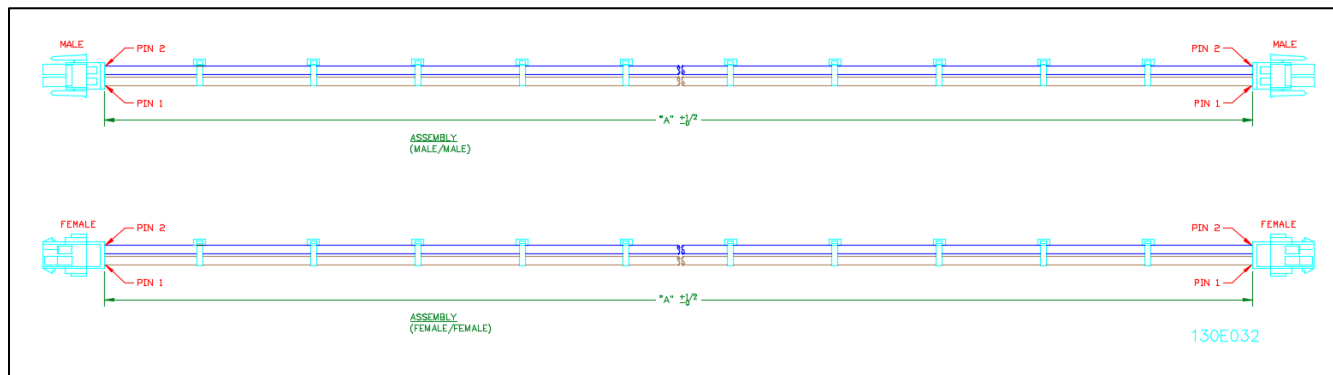 MALE
PIN 2
PIN 2
MALE
PIN 1
PIN 1
"A" +1/2 -0
ASSEMBLY
(MALE/MALE)
FEMALE
PIN 2
PIN 2
FEMALE
PIN 1
PIN 1
"A" +1/2 -0
ASSEMBLY
(FEMALE/FEMALE)
130E032